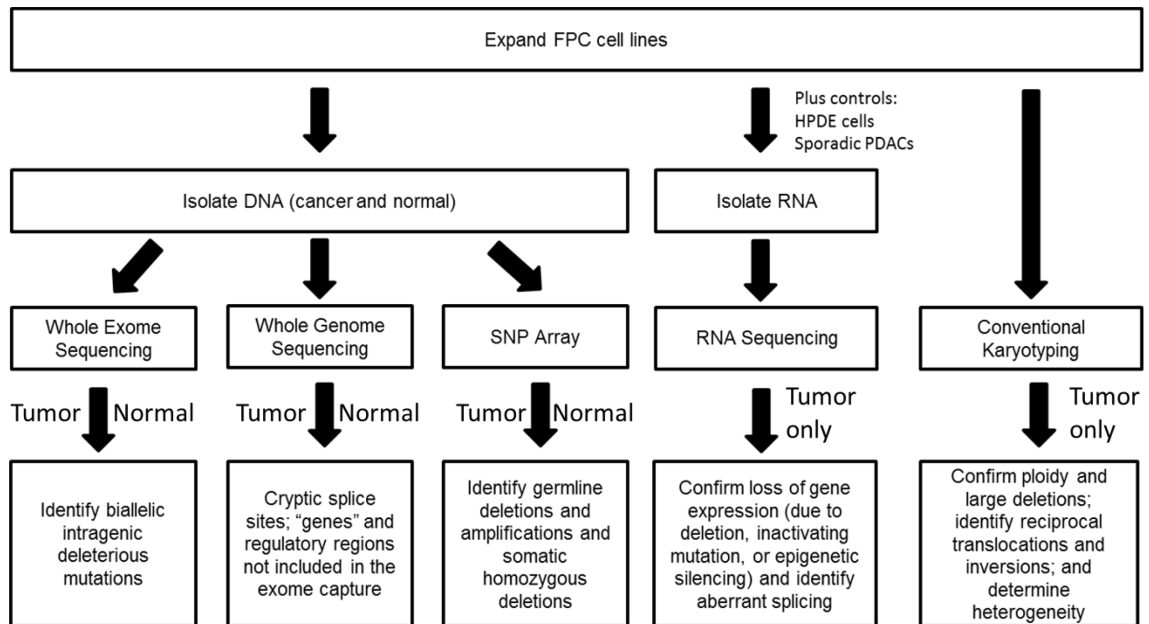 Expand FPC cell lines
Plus controls:
HPDE cells
Sporadic PDACs
Isolate DNA (cancer and normal)
Isolate RNA
Whole Exome
Sequencing
Whole Genome
Sequencing
SNP Array
RNA Sequencing
Conventional
Karyotyping
Tumor Normal
Tumor Normal
Tumor Normal
Tumor
only
Tumor
only
Identify biallelic
intragenic
deleterious
mutations
Cryptic splice
sites; “genes” and
regulatory regions
not included in the
exome capture
Identify germline
deletions and
amplifications and
somatic
homozygous
deletions
Confirm loss of gene
expression (due to
deletion, inactivating
mutation, or epigenetic
silencing) and identify
aberrant splicing
Confirm ploidy and
large deletions;
identify reciprocal
translocations and
inversions; and
determine
heterogeneity